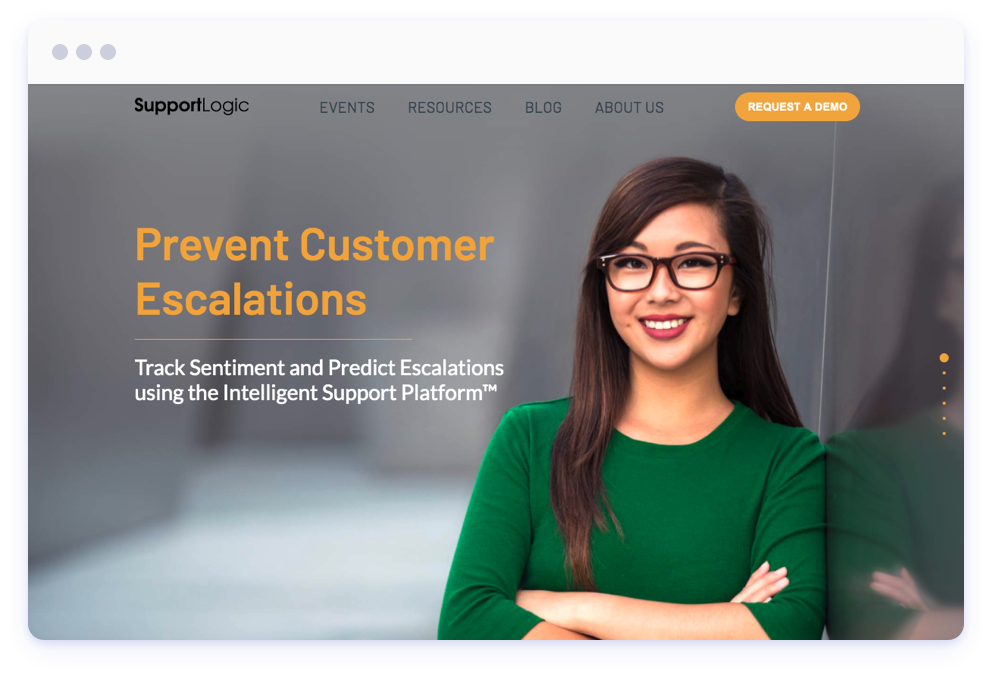 SupportLogic
EVENTS
RESOURCES
BLOG
ABOUT US
REQUEST A DEMO
Prevent Customer
Escalations
Track Sentiment and Predict Escalations
using the Intelligent Support Platform™